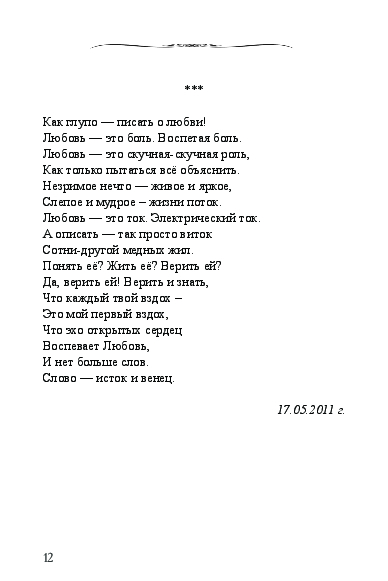 ***
Как глупо — писать о любви!
Любовь — это боль. Воспетая боль.
Любовь — это скучная-скучная роль,
Как только пытаться всё объяснить.
Незримое нечто — живое и яркое,
Слепое и мудрое – жизни поток.
Любовь — это ток. Электрический ток.
А описать — так просто виток
Сотни-другой медных жил.
Понять её? Жить её? Верить ей?
Да, верить ей! Верить и знать,
Что каждый твой вздох –
Это мой первый вздох,
Что эхо открытых сердец
Воспевает Любовь,
И нет больше слов.
Слово — исток и венец.
17.05.2011 г.
12